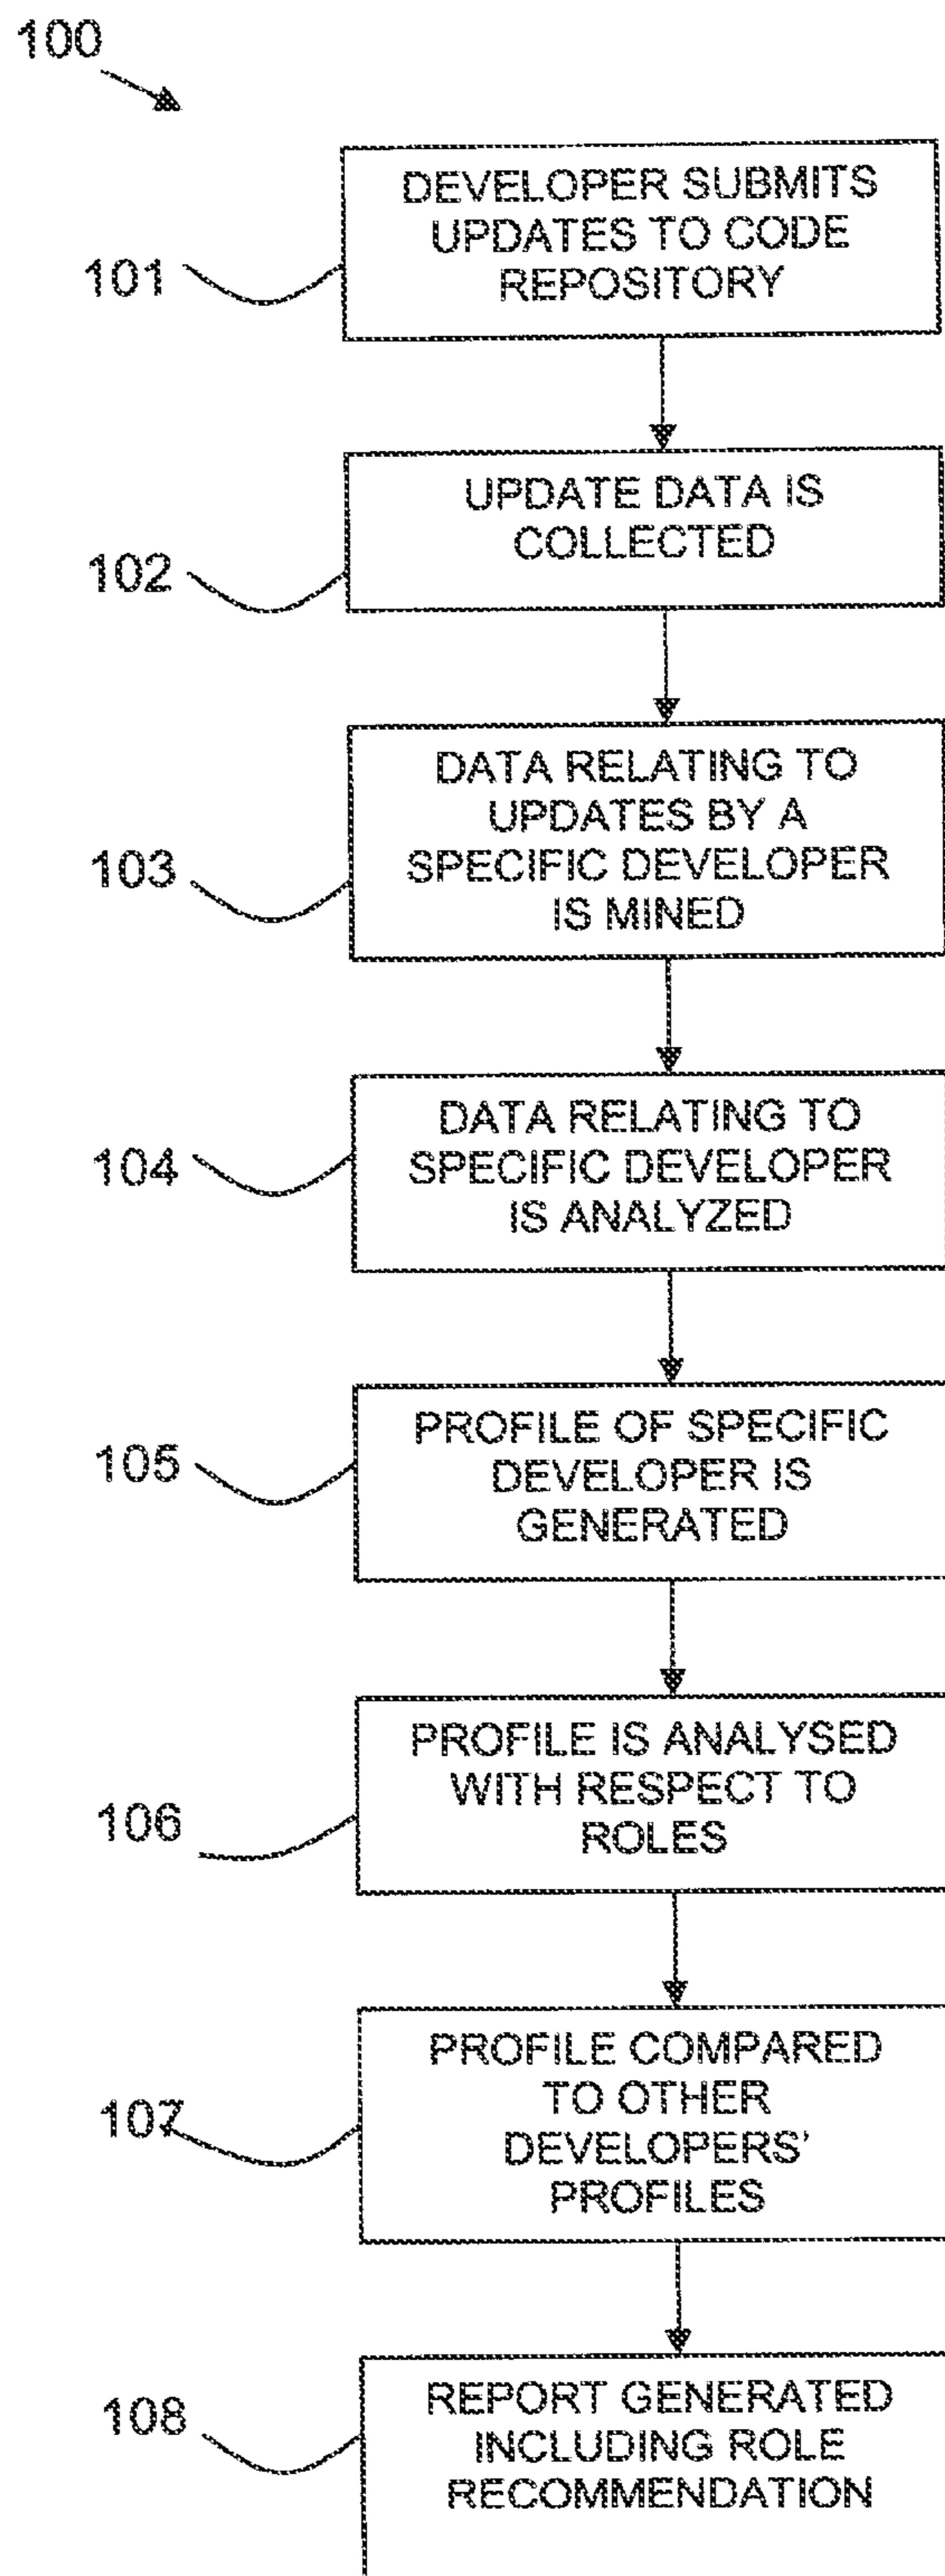 100
DEVELOPER SUBMITS
UPDATES TO CODE
REPOSITORY
101
UPDATE DATA IS
COLLECTED
102
DATA RELATING TO
UPDATES BY A
SPECIFIC DEVELOPER
IS MINED
103
DATA RELATING TO
SPECIFIC DEVELOPER
IS ANALYZED
104
PROFILE OF SPECIFIC
DEVELOPER IS
GENERATED
105
PROFILE IS ANALYSED
WITH RESPECT TO
ROLES
106
PROFILE COMPARED
TO OTHER
DEVELOPERS'
PROFILES
107
REPORT GENERATED
INCLUDING ROLE
RECOMMENDATION
108